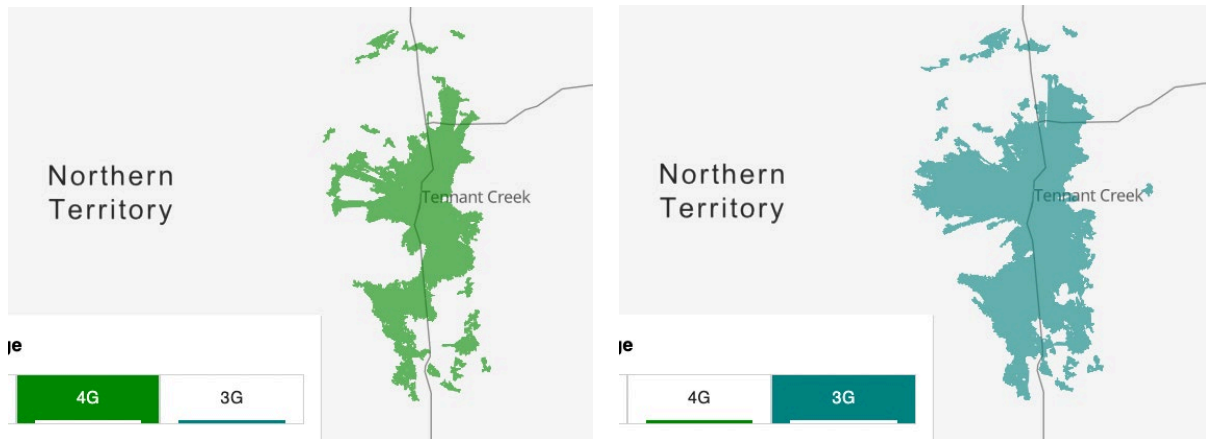 Northern
Territory
Tennant Creek
ge
4G
3G
Northern
Territory
Tennant Creek
ge
4G
3G